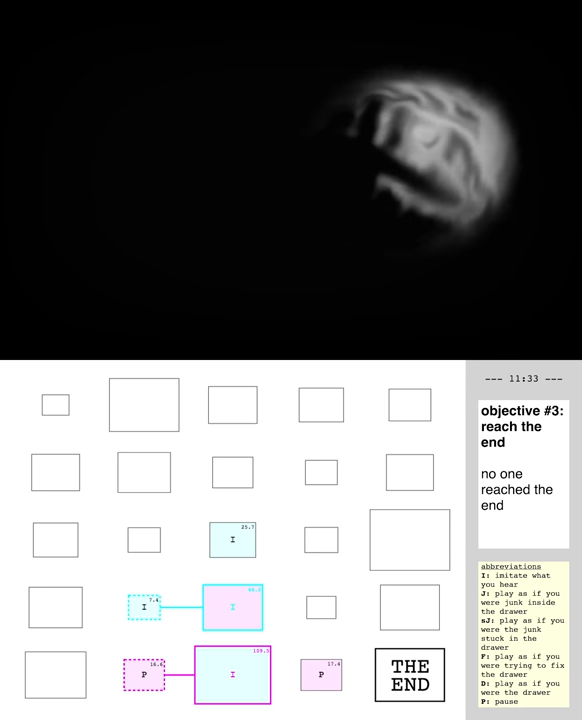 --- 11:33 ---
objective #3:
reach the
end
no one
reached the
end
25.7
I
7.4
I
I
16.6
P
109.5
I
17.4
P
THE
END
abbreviations
I: imitate what
you hear
J: play as if you
were junk inside
the drawer
sJ: play as if you
were the junk
stuck in the
drawer
F: play as if you
were trying to fix
the drawer
D: play as if you
were the drawer
P: pause